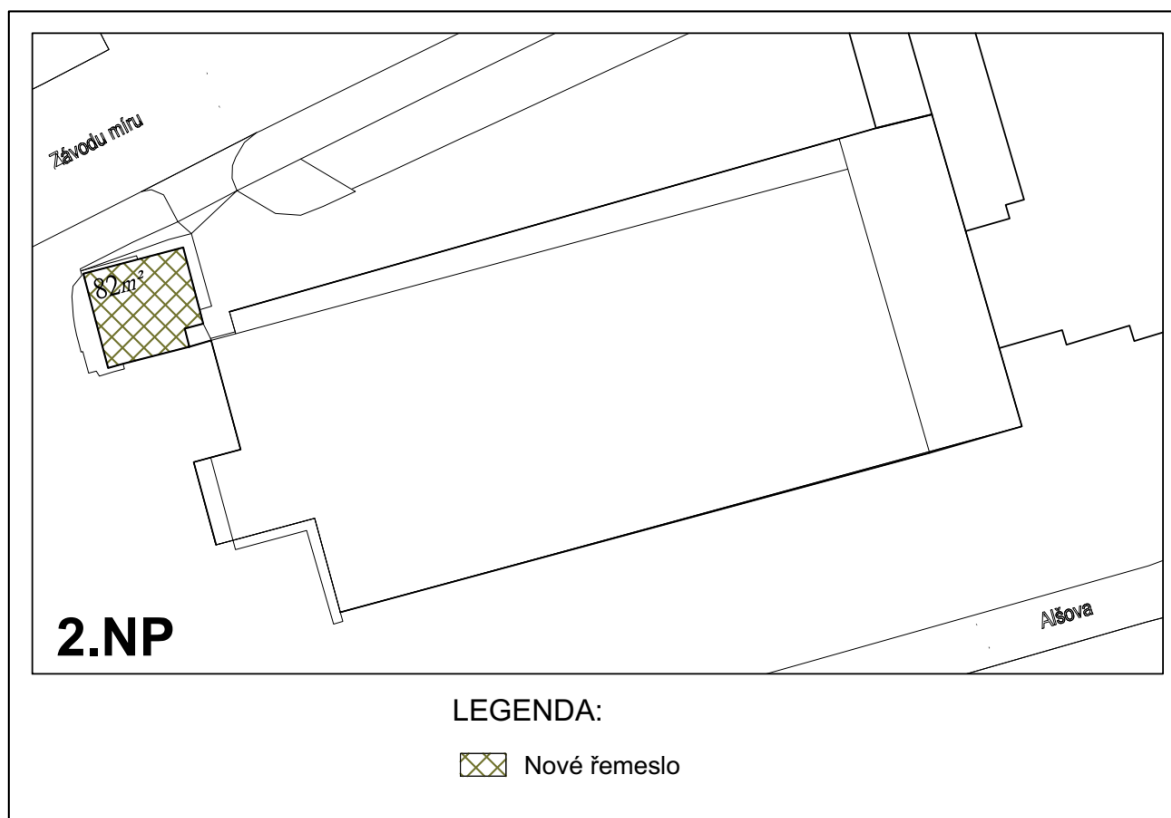 Závodu míru
82m²
2.NP
Alšova
LEGENDA:
Nové řemeslo